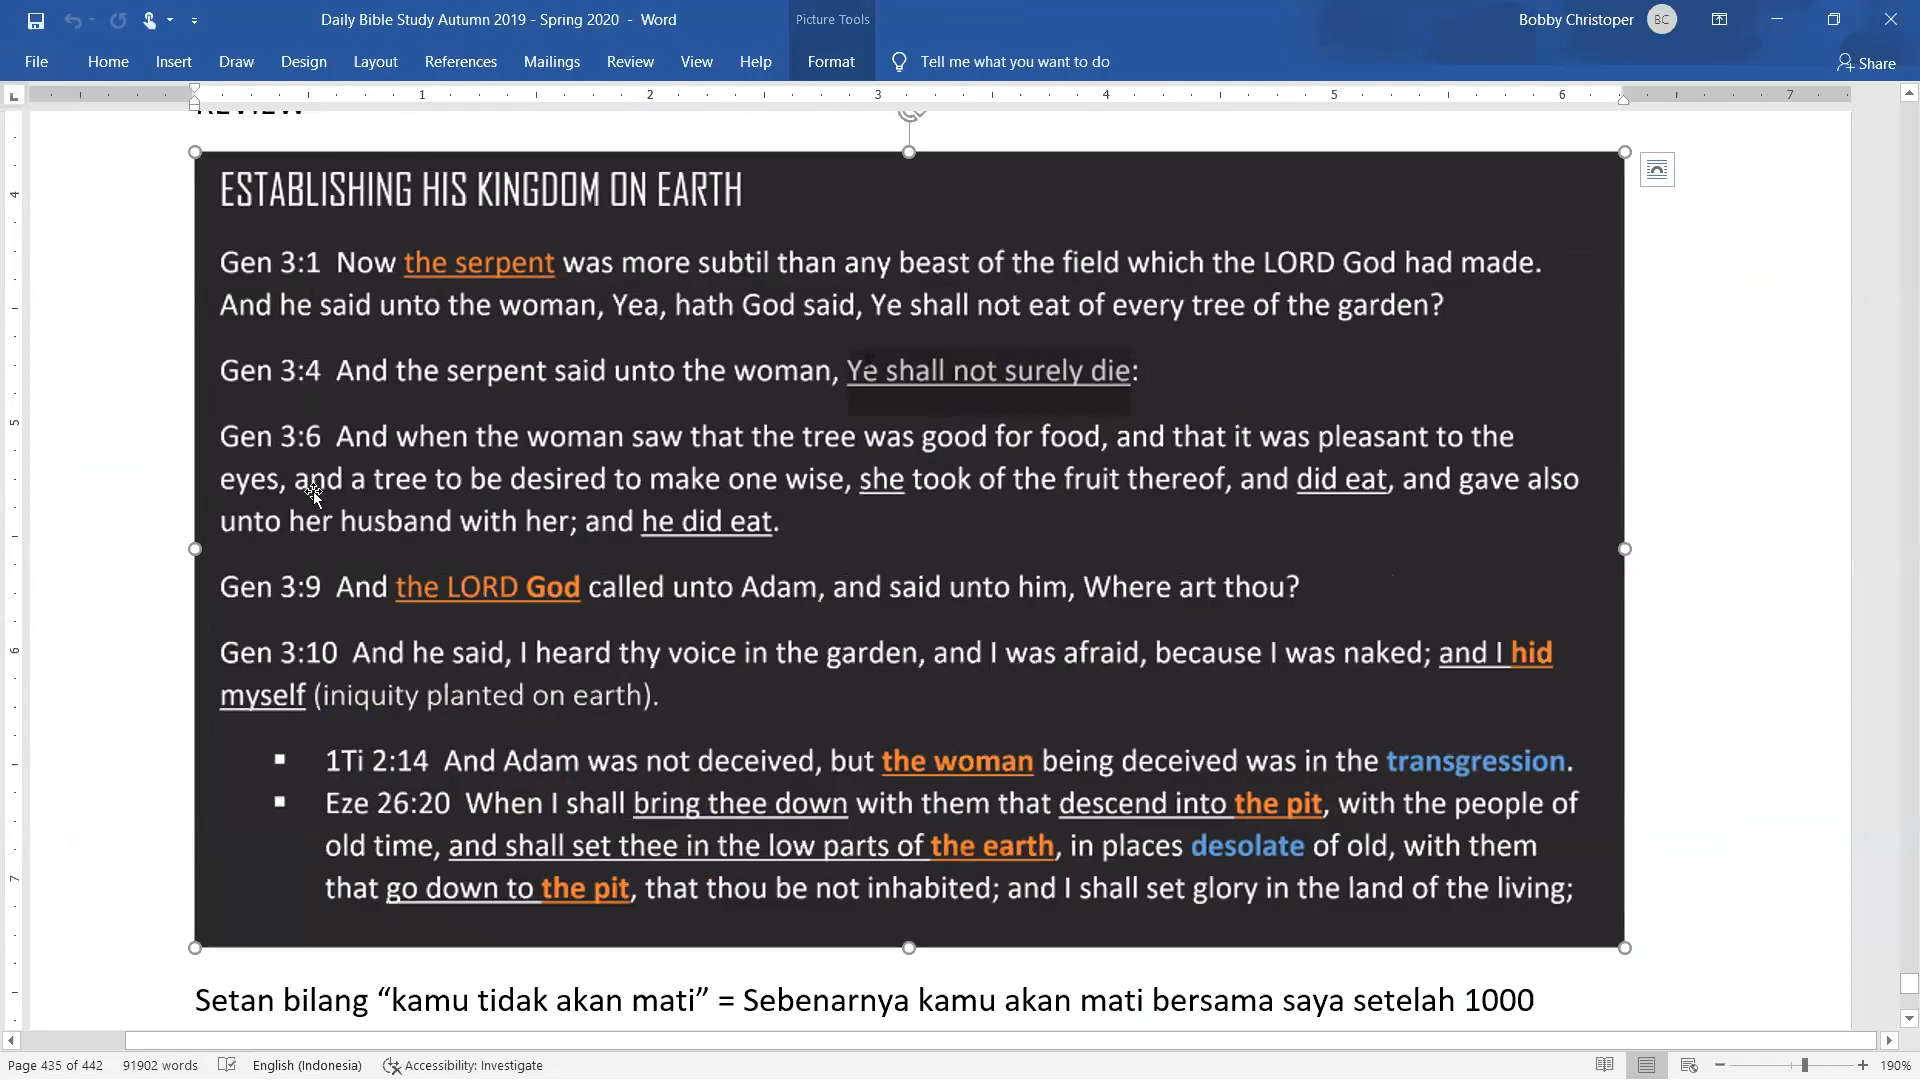 Daily Bible Study Autumn 2019 - Spring 2020 - Word
Picture Tools
Bobby Christoper
BC
File
Home
Insert
Draw
Design
Layout
References
Mailings
Review
View
Help
Format
Tell me what you want to do
Share
1 2 3 4 5 6 7
REVIEW
ESTABLISHING HIS KINGDOM ON EARTH
Gen 3:1 Now the serpent was more subtil than any beast of the field which the LORD God had made.
And he said unto the woman, Yea, hath God said, Ye shall not eat of every tree of the garden?
Gen 3:4 And the serpent said unto the woman, Ye shall not surely die:
Gen 3:6 And when the woman saw that the tree was good for food, and that it was pleasant to the
eyes, and a tree to be desired to make one wise, she took of the fruit thereof, and did eat, and gave also
unto her husband with her; and he did eat.
Gen 3:9 And the LORD God called unto Adam, and said unto him, Where art thou?
Gen 3:10 And he said, I heard thy voice in the garden, and I was afraid, because I was naked; and I hid
myself (iniquity planted on earth).
▪ 1Ti 2:14 And Adam was not deceived, but the woman being deceived was in the transgression.
▪ Eze 26:20 When I shall bring thee down with them that descend into the pit, with the people of
old time, and shall set thee in the low parts of the earth, in places desolate of old, with them
that go down to the pit, that thou be not inhabited; and I shall set glory in the land of the living;
Setan bilang “kamu tidak akan mati” = Sebenarnya kamu akan mati bersama saya setelah 1000
4
5
6
7
Page 435 of 442
91902 words
English (Indonesia)
Accessibility: Investigate
190%